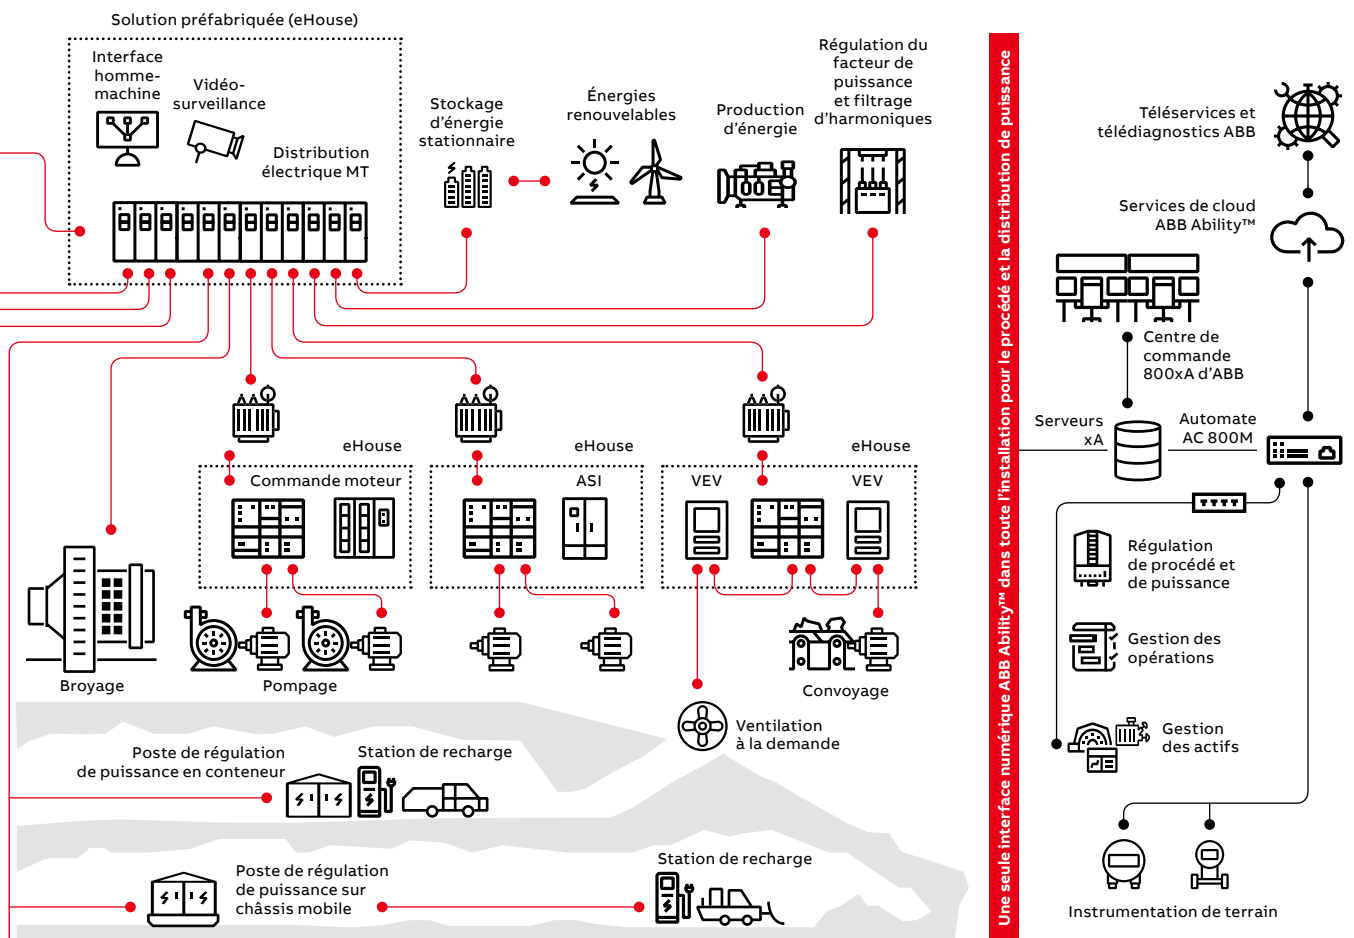 Solution préfabriquée (eHouse)
Interface
homme-
machine
Vidéo-
surveillance
Distribution
électrique MT
Stockage
d'énergie
stationnaire
Énergies
renouvelables
Production
d'énergie
Régulation du
facteur de
puissance
et filtrage
d'harmoniques
eHouse
Commande moteur
eHouse
ASI
eHouse
VEV
VEV
Broyage
Pompage
Convoyage
Ventilation
à la demande
Poste de régulation
de puissance en conteneur
Station de recharge
Poste de régulation
de puissance sur
châssis mobile
Station de recharge
Une seule interface numérique ABB Ability™ dans toute l'installation pour le procédé et la distribution de puissance
Téléservices et
télédiagnostics ABB
Services de cloud
ABB Ability™
Centre de
commande
800xA d'ABB
Serveurs
xA
Automate
AC 800M
Régulation
de procédé et
de puissance
Gestion des
opérations
Gestion
des actifs
Instrumentation de terrain